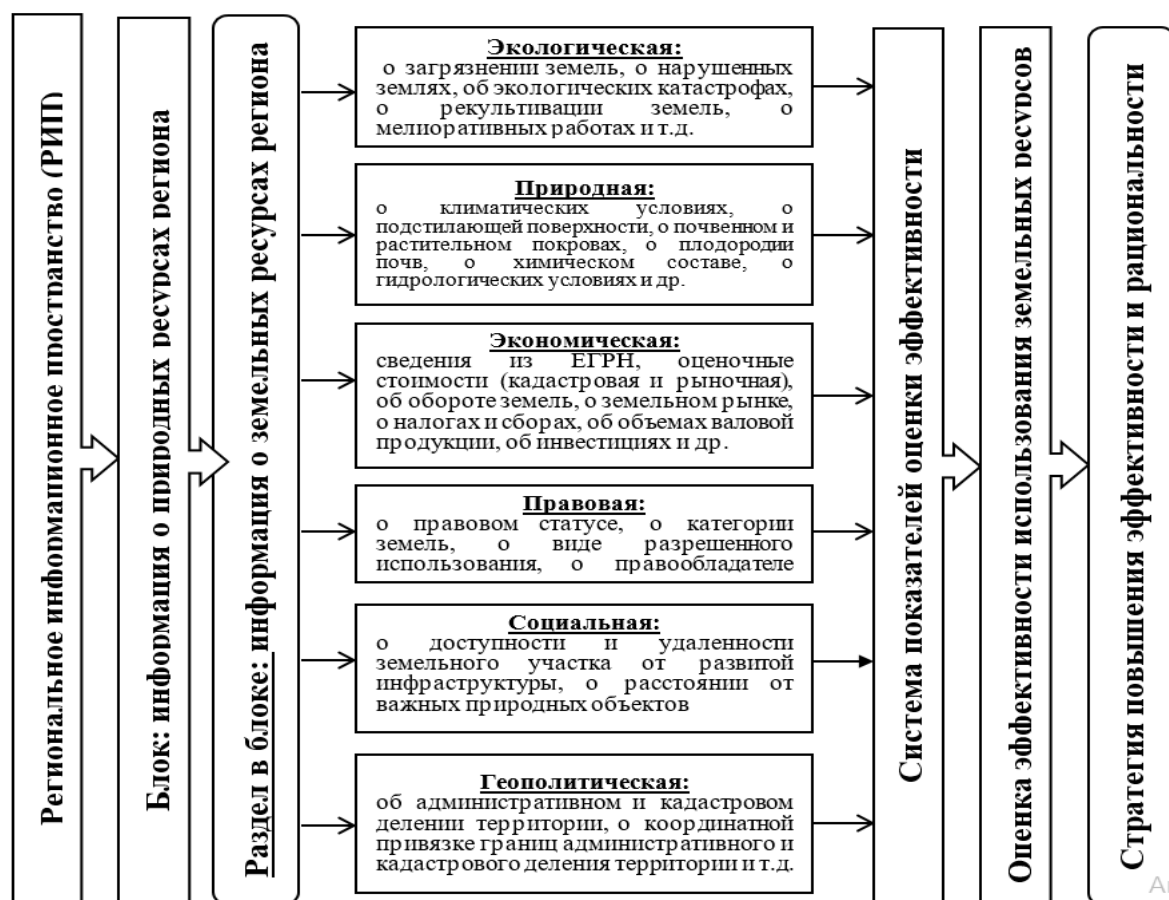 Региональное информационное пространство (РИП)
Блок: информация о природных ресурсах региона
Раздел в блоке: информация о земельных ресурсах региона
Экологическая:
о загрязнении земель, о нарушенных
землях, об экологических катастрофах,
о рекультивации земель, о
мелиоративных работах и т.д.
Природная:
о климатических условиях, о
подстилающей поверхности, о почвенном и
растительном покровах, о плодородии
почв, о химическом составе, о
гидрологических условиях и др.
Экономическая:
сведения из ЕГРН, оценочные
стоимости (кадастровая и рыночная),
об обороте земель, о земельном рынке,
о налогах и сборах, об объемах валовой
продукции, об инвестициях и др.
Правовая:
о правовом статусе, о категории
земель, о виде разрешенного
использования, о правообладателе
Социальная:
о доступности и удаленности
земельного участка от развитой
инфраструктуры, о расстоянии от
важных природных объектов
Геополитическая:
об административном и кадастровом
делении территории, о координатной
привязке границ административного и
кадастрового деления территории и т.д.
Система показателей оценки эффективности
Оценка эффективности использования земельных ресурсов
Стратегия повышения эффективности и рациональности